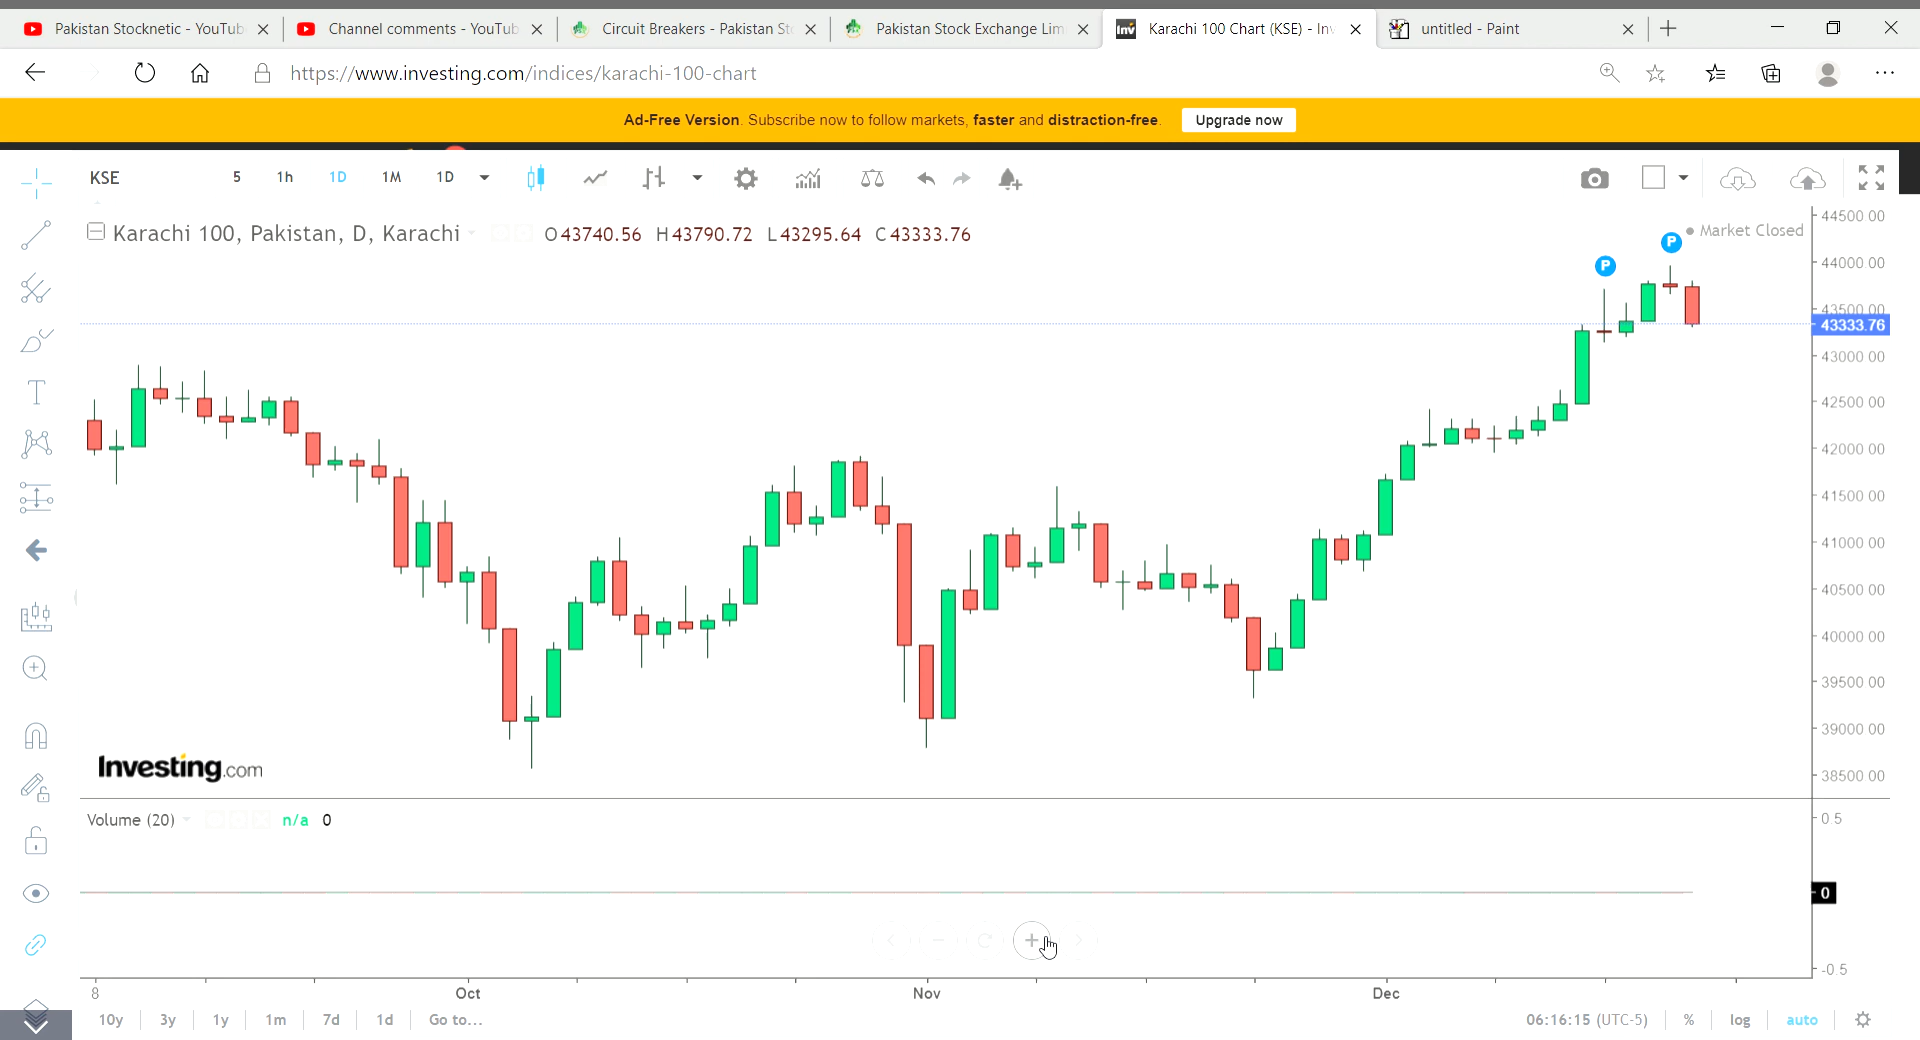 Pakistan Stocknetic - YouTub
Channel comments - YouTub
Circuit Breakers - Pakistan Sto
Pakistan Stock Exchange Lim
Karachi 100 Chart (KSE) - Inv
untitled - Paint
https://www.investing.com/indices/karachi-100-chart
Ad-Free Version. Subscribe now to follow markets, faster and distraction-free. Upgrade now
KSE 5 1h 1D 1M 1D
Karachi 100, Pakistan, D, Karachi O43740.56 H43790.72 L43295.64 C43333.76
Market Closed
P
P
44500 00
44000 00
43500 00
43333.76
43000 00
42500 00
42000 00
41500 00
41000 00
40500 00
40000 00
39500 00
39000 00
38500 00
Investing.com
Volume (20) n/a 0
0 5
0
-0 5
8 Oct Nov Dec
10y 3y 1y 1m 7d 1d Go to... 06:16:15 (UTC-5) % log auto